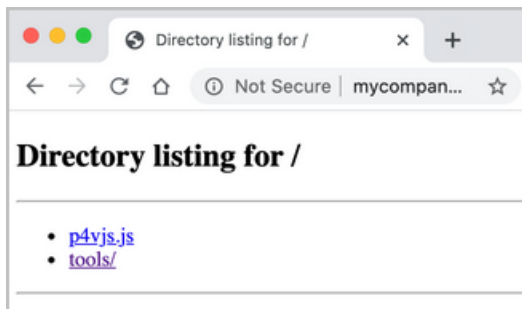 Directory listing for /
Not Secure | mycompan...
Directory listing for /
p4vjs.js
tools/